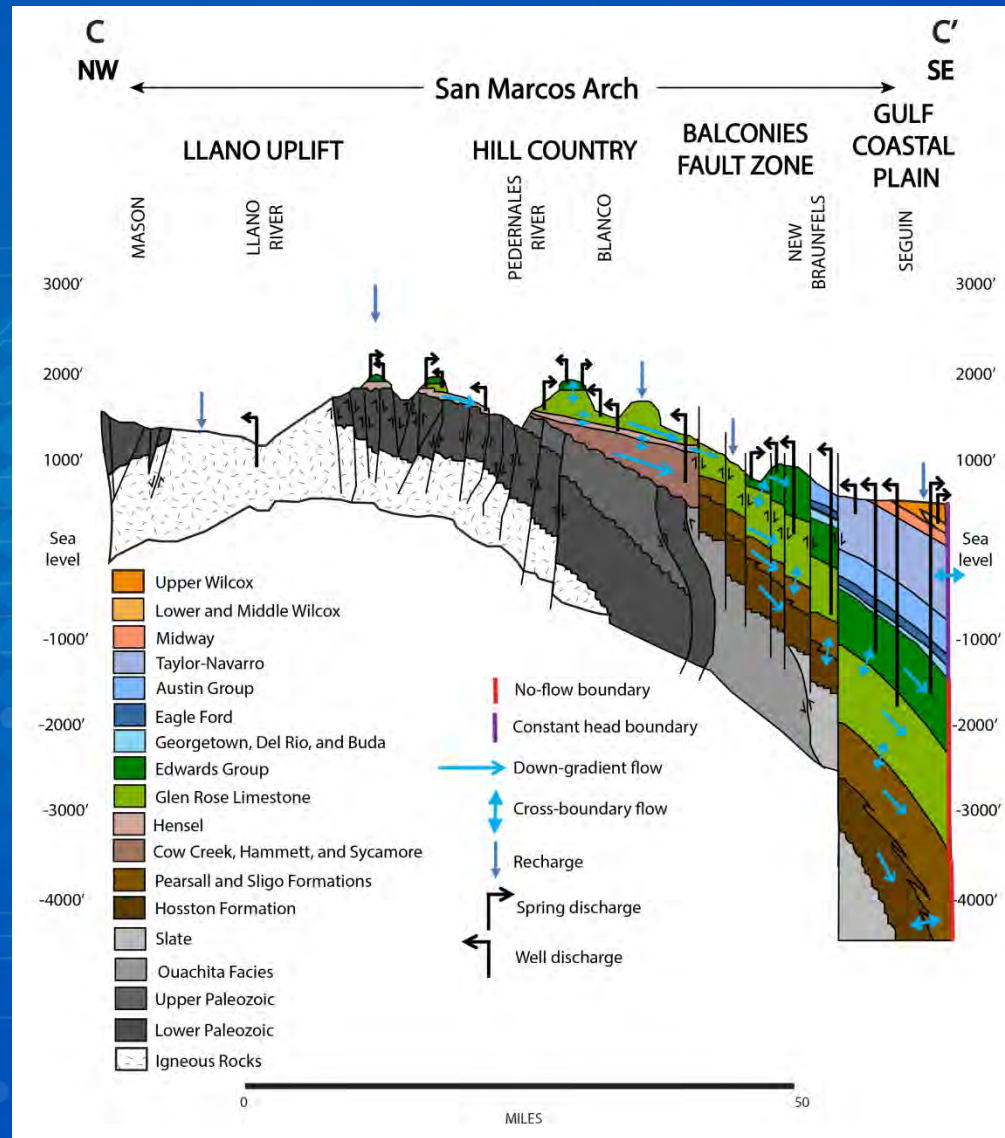 C
C'
NW
SE
San Marcos Arch
LLANO UPLIFT
HILL COUNTRY
BALCONIES
FAULT ZONE
GULF
COASTAL
PLAIN
MASON
LLANO
RIVER
PEDERNALES
RIVER
BLANCO
NEW
BRAUNFELS
SEGUIN
3000'
3000'
2000'
2000'
1000'
1000'
Sea
level
Sea
level
-1000'
-1000'
-2000'
-2000'
-3000'
-3000'
-4000'
-4000'
Upper Wilcox
Lower and Middle Wilcox
Midway
Taylor-Navarro
Austin Group
Eagle Ford
Georgetown, Del Rio, and Buda
Edwards Group
Glen Rose Limestone
Hensel
Cow Creek, Hammett, and Sycamore
Pearsall and Sligo Formations
Hosston Formation
Slate
Ouachita Facies
Upper Paleozoic
Lower Paleozoic
Igneous Rocks
No-flow boundary
Constant head boundary
Down-gradient flow
Cross-boundary flow
Recharge
Spring discharge
Well discharge
0
50
MILES